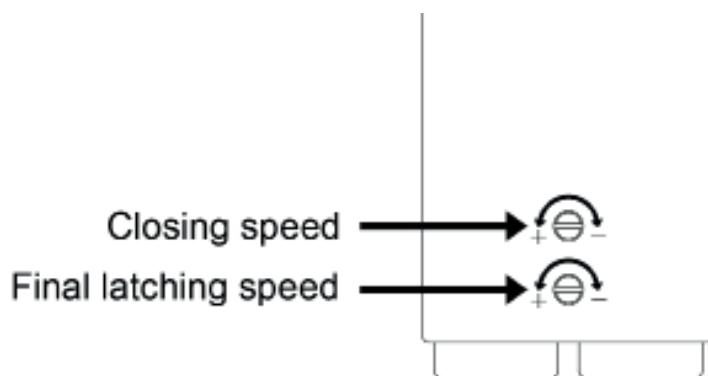 Closing speed + −
Final latching speed + −